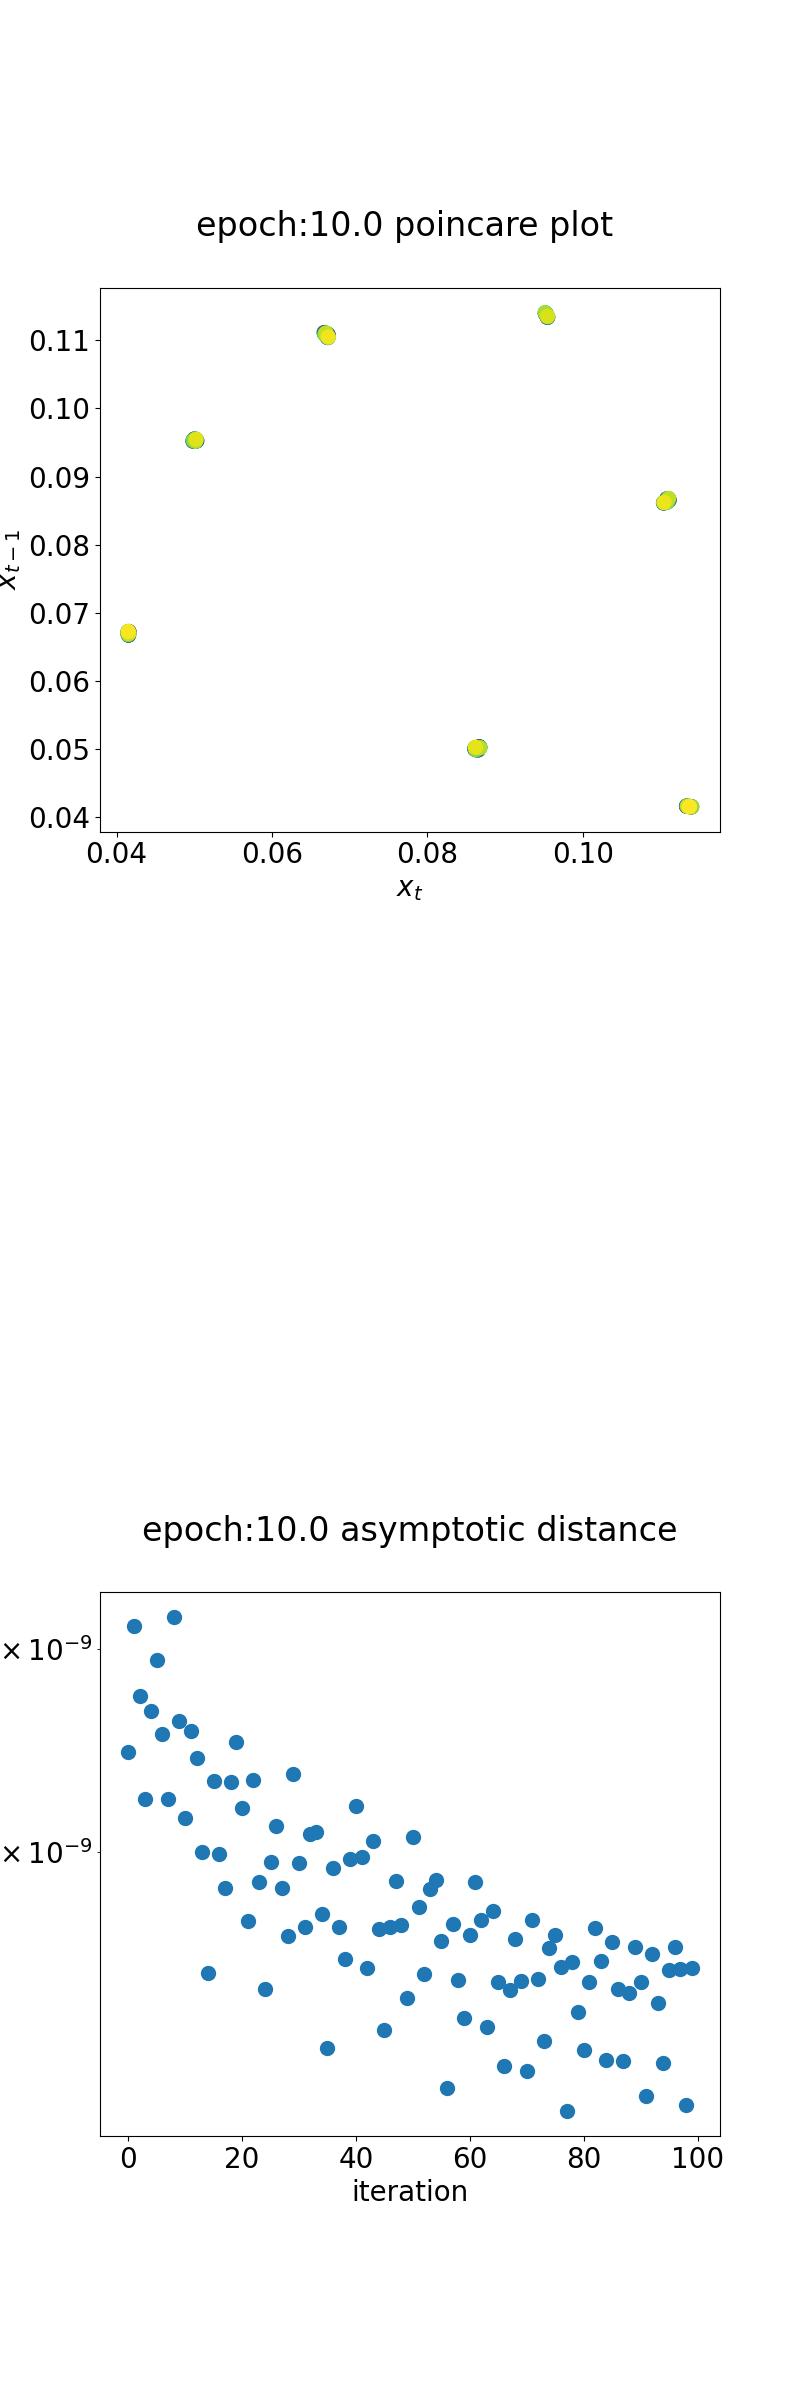 epoch:10.0 poincare plot
0.11
0.10
0.09
0.08
0.07
0.06
0.05
0.04
x_{t−1}
0.04 0.06 0.08 0.10
x_t
epoch:10.0 asymptotic distance
× 10⁻⁹
× 10⁻⁹
0 20 40 60 80 100
iteration